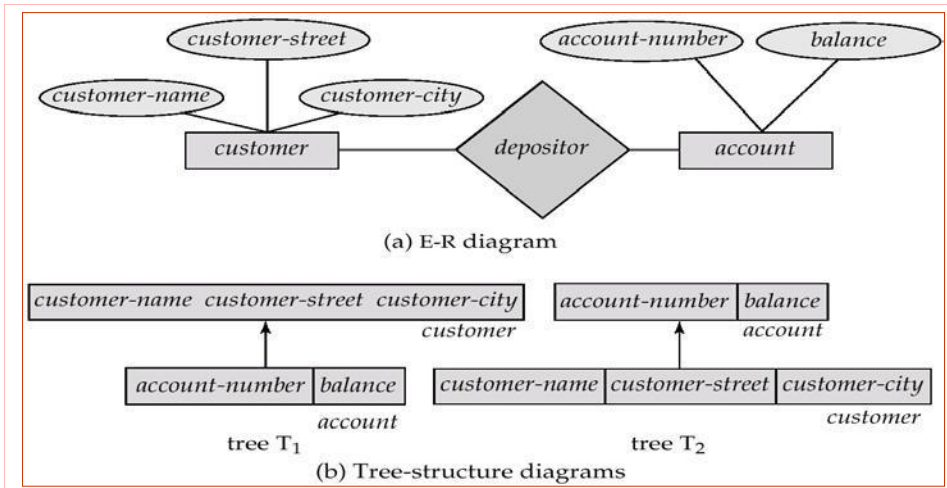 customer-street
account-number balance
customer-name customer-city
customer depositor account
(a) E-R diagram
customer-name customer-street customer-city
customer
account-number balance
account
account-number balance
account
customer-name customer-street customer-city
customer
tree T1
tree T2
(b) Tree-structure diagrams